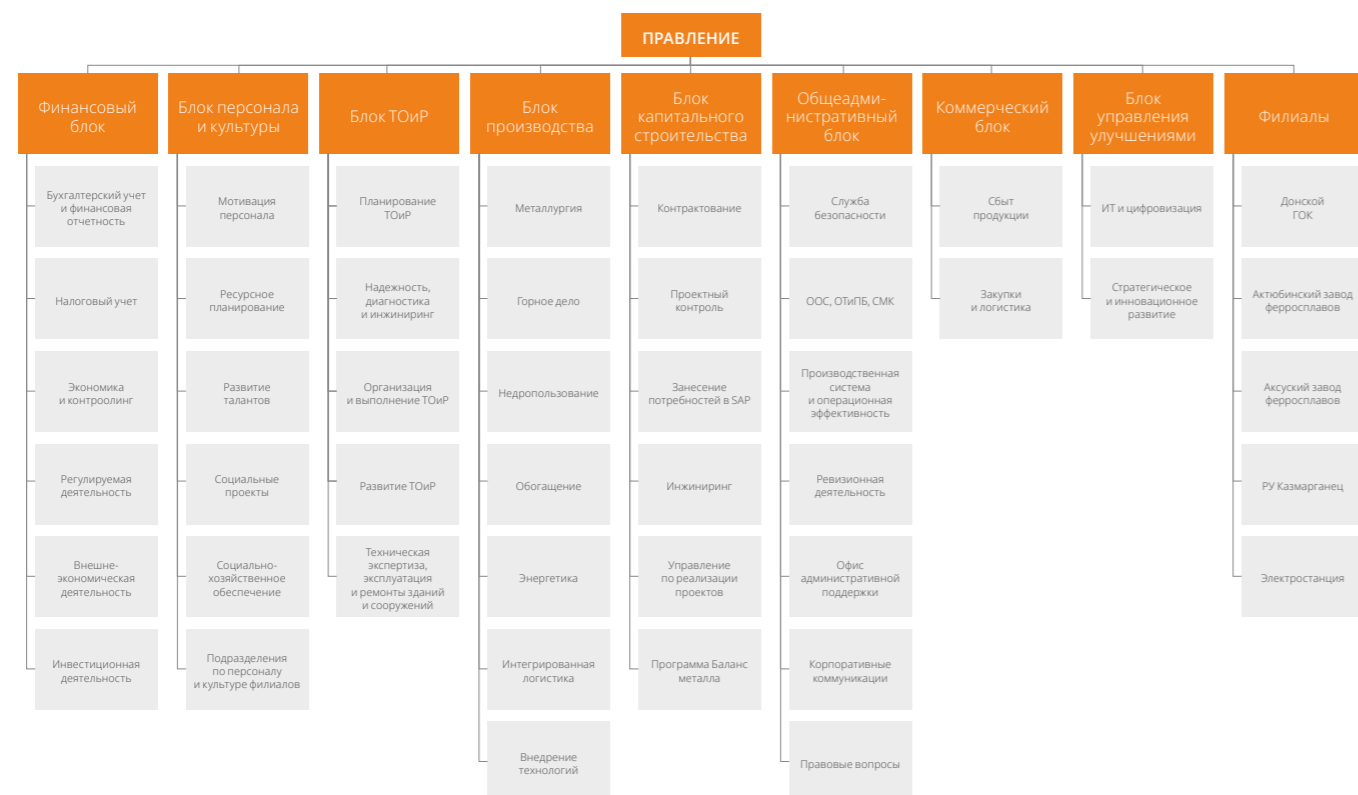 ПРАВЛЕНИЕ
Финансовый
блок
Бухгалтерский учет
и финансовая
отчетность
Налоговый учет
Экономика
и контроолинг
Регулируемая
деятельность
Внешне-
экономическая
деятельность
Инвестиционная
деятельность
Блок персонала
и культуры
Мотивация
персонала
Ресурсное
планирование
Развитие
талантов
Социальные
проекты
Социально-
хозяйственное
обеспечение
Подразделения
по персоналу
и культуре филиалов
Блок ТОиР
Планирование
ТОиР
Надежность,
диагностика
и инжиниринг
Организация
и выполнение ТОиР
Развитие ТОиР
Техническая
экспертиза,
эксплуатация
и ремонты зданий
и сооружений
Блок
производства
Металлургия
Горное дело
Недропользование
Обогащение
Энергетика
Интегрированная
логистика
Внедрение
технологий
Блок
капитального
строительства
Контрактование
Проектный
контроль
Занесение
потребностей в SAP
Инжиниринг
Управление
по реализации
проектов
Программа Баланс
металла
Общеадми-
нистративный
блок
Служба
безопасности
ООС, ОТиПБ, СМК
Производственная
система
и операционная
эффективность
Ревизионная
деятельность
Офис
административной
поддержки
Корпоративные
коммуникации
Правовые вопросы
Коммерческий
блок
Сбыт
продукции
Закупки
и логистика
Блок
управления
улучшениями
ИТ и цифровизация
Стратегическое
и инновационное
развитие
Филиалы
Донской
ГОК
Актюбинский завод
ферросплавов
Аксуский завод
ферросплавов
РУ Казмарганец
Электростанция